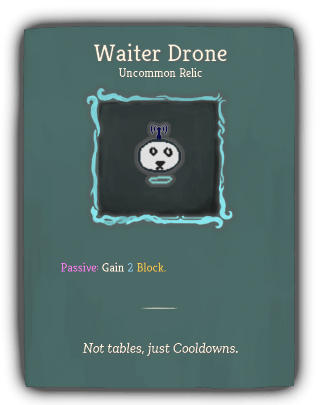 Waiter Drone
Uncommon Relic
Passive: Gain 2 Block.
Not tables, just Cooldowns.